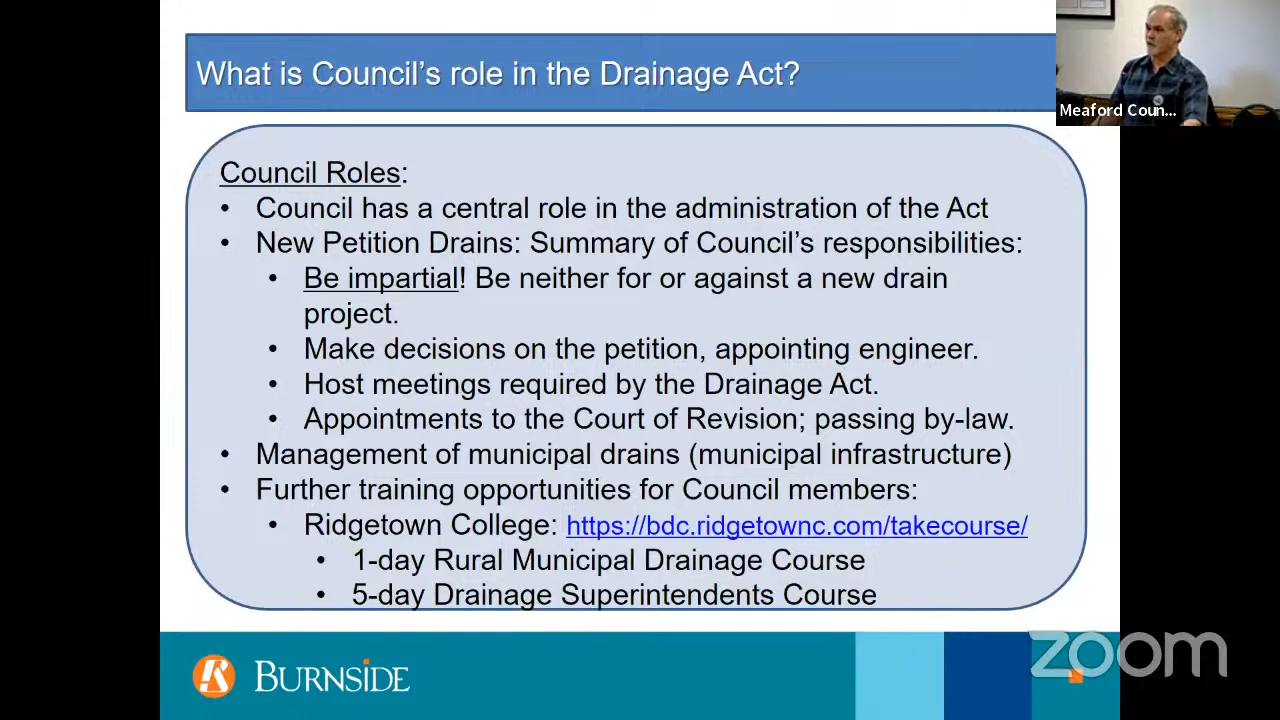 What is Council's role in the Drainage Act?
Meaford Coun...
Council Roles:
• Council has a central role in the administration of the Act
• New Petition Drains: Summary of Council's responsibilities:
• Be impartial! Be neither for or against a new drain
project.
• Make decisions on the petition, appointing engineer.
• Host meetings required by the Drainage Act.
• Appointments to the Court of Revision; passing by-law.
• Management of municipal drains (municipal infrastructure)
• Further training opportunities for Council members:
• Ridgetown College: https://bdc.ridgetownc.com/takecourse/
• 1-day Rural Municipal Drainage Course
• 5-day Drainage Superintendents Course
BURNSIDE
zoom